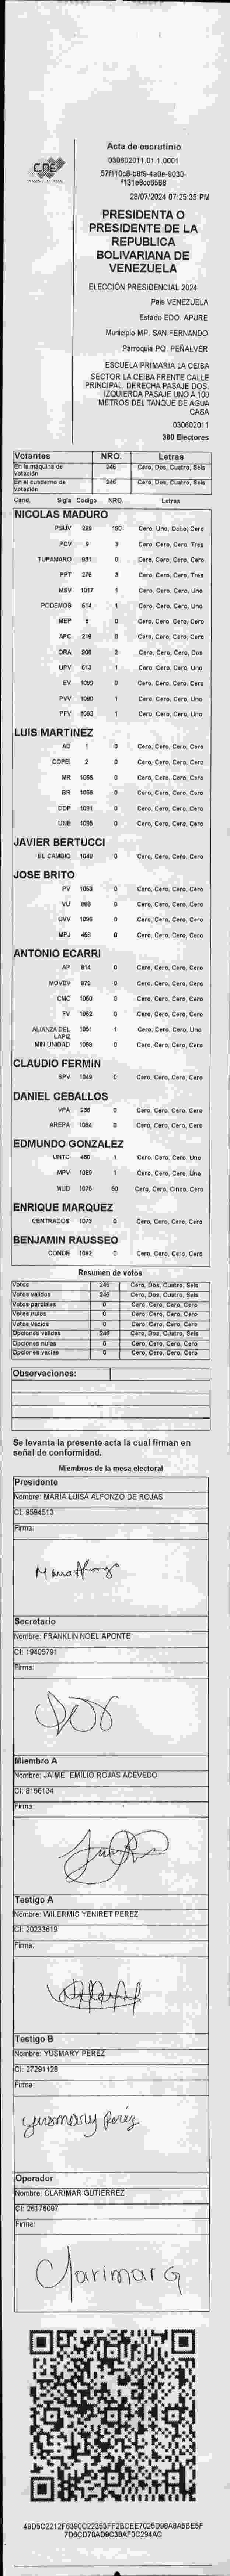 CNE
Acta de escrutinio
030602011.01.1.0001
28/07/2024 07:25:35 PM
PRESIDENTA O
PRESIDENTE DE LA
REPUBLICA
BOLIVARIANA DE
VENEZUELA
ELECCIÓN PRESIDENCIAL 2024
Pais VENEZUELA
Estado EDO. APURE
Municipio MP. SAN FERNANDO
Parroquia PQ. PEÑALVER
ESCUELA PRIMARIA LA CEIBA
SECTOR LA CEIBA FRENTE CALLE
PRINCIPAL. DERECHA PASAJE DOS.
IZQUIERDA PASAJE UNO A 100
METROS DEL TANQUE DE AGUA
CASA
030602011
380 Electores
Votantes NRO. Letras
En la máquina de votación 246 Cero, Dos, Cuatro, Seis
En el cuaderno de votación 246 Cero, Dos, Cuatro, Seis
Cand. Sigla Codigo NRO. Letras
NICOLAS MADURO
PSUV 269 180 Cero, Uno, Ocho, Cero
PCV 9 3 Cero, Cero, Cero, Tres
TUPAMARO 931 0 Cero, Cero, Cero, Cero
PPT 276 3 Cero, Cero, Cero, Tres
MSV 1017 1 Cero, Cero, Cero, Uno
PODEMOS 514 1 Cero, Cero, Cero, Uno
MEP 6 0 Cero, Cero, Cero, Cero
APC 219 0 Cero, Cero, Cero, Cero
ORA 906 2 Cero, Cero, Cero, Dos
UPV 613 1 Cero, Cero, Cero, Uno
EV 1089 0 Cero, Cero, Cero, Cero
PVV 1090 1 Cero, Cero, Cero, Uno
PFV 1093 1 Cero, Cero, Cero, Uno
LUIS MARTINEZ
AD 1 0 Cero, Cero, Cero, Cero
COPEI 2 0 Cero, Cero, Cero, Cero
MR 1065 0 Cero, Cero, Cero, Cero
BR 1066 0 Cero, Cero, Cero, Cero
DDP 1091 0 Cero, Cero, Cero, Cero
UNE 1095 0 Cero, Cero, Cero, Cero
JAVIER BERTUCCI
EL CAMBIO 1048 0 Cero, Cero, Cero, Cero
JOSE BRITO
PV 1053 0 Cero, Cero, Cero, Cero
VU 0 Cero, Cero, Cero, Cero
UVV 1096 0 Cero, Cero, Cero, Cero
MPJ 458 0 Cero, Cero, Cero, Cero
ANTONIO ECARRI
AP 814 0 Cero, Cero, Cero, Cero
MOVEV 978 0 Cero, Cero, Cero, Cero
CMC 1050 0 Cero, Cero, Cero, Cero
FV 1052 0 Cero, Cero, Cero, Cero
ALIANZA DEL LAPIZ 1051 1 Cero, Cero, Cero, Uno
MIN UNIDAD 1058 0 Cero, Cero, Cero, Cero
CLAUDIO FERMIN
SPV 1049 0 Cero, Cero, Cero, Cero
DANIEL CEBALLOS
VPA 236 0 Cero, Cero, Cero, Cero
AREPA 1084 0 Cero, Cero, Cero, Cero
EDMUNDO GONZALEZ
UNTC 460 1 Cero, Cero, Cero, Uno
MPV 1069 1 Cero, Cero, Cero, Uno
MUD 1076 50 Cero, Cero, Cinco, Cero
ENRIQUE MARQUEZ
CENTRADOS 1073 0 Cero, Cero, Cero, Cero
BENJAMIN RAUSSEO
CONDE 1092 0 Cero, Cero, Cero, Cero
Resumen de votos
Votos 246 Cero, Dos, Cuatro, Seis
Votos validos 246 Cero, Dos, Cuatro, Seis
Votos parciales 0 Cero, Cero, Cero, Cero
Votos nulos 0 Cero, Cero, Cero, Cero
Votos vacios 0 Cero, Cero, Cero, Cero
Opciones validas 246 Cero, Dos, Cuatro, Seis
Opciones nulas 0 Cero, Cero, Cero, Cero
Opciones vacias 0 Cero, Cero, Cero, Cero
Observaciones:
Se levanta la presente acta la cual firman en
señal de conformidad.
Miembros de la mesa electoral
Presidente
Nombre: MARIA LUISA ALFONZO DE ROJAS
CI: 9594513
Firma:
Secretario
Nombre: FRANKLIN NOEL APONTE
CI: 19405791
Firma:
Miembro A
Nombre: JAIME EMILIO ROJAS ACEVEDO
CI: 8156134
Firma:
Testigo A
Nombre: WILERMIS YENIRET PEREZ
CI: 20233619
Firma:
Testigo B
Nombre: YUSMARY PEREZ
CI: 27291128
Firma:
yusmary Perez
Operador
Nombre: CLARIMAR GUTIERREZ
CI: 26176097
Firma:
Clarimar G
49D5C2212F6390C22353FF2BCEE7025D98A8A5BE5F
7D6CD70AD9C38AF0C294AC